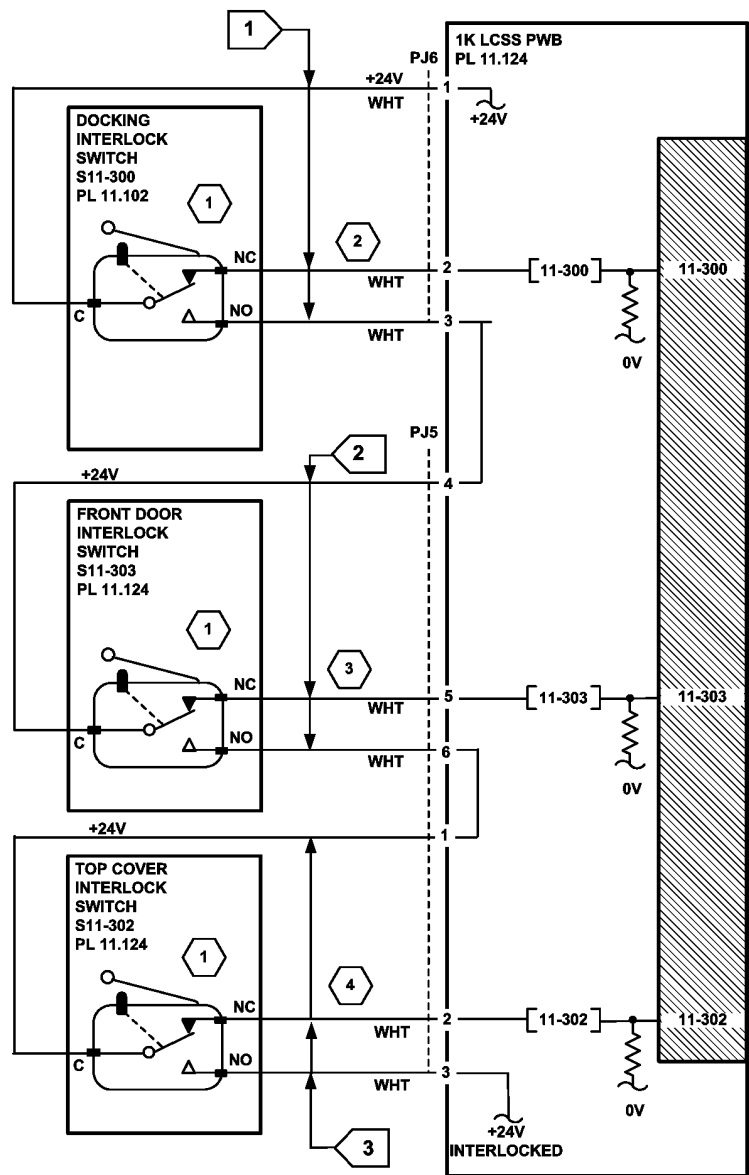 1
1K LCSS PWB
PL 11.124
PJ6
+24V
1
WHT
+24V
DOCKING
INTERLOCK
SWITCH
S11-300
PL 11.102
1
2
NC
2
11-300
11-300
WHT
C
NO
3
WHT
0V
PJ5
2
+24V
4
FRONT DOOR
INTERLOCK
SWITCH
S11-303
PL 11.124
1
3
NC
5
11-303
11-303
WHT
C
NO
6
WHT
0V
+24V
1
TOP COVER
INTERLOCK
SWITCH
S11-302
PL 11.124
1
4
NC
2
11-302
11-302
WHT
C
NO
3
WHT
0V
+24V
INTERLOCKED
3